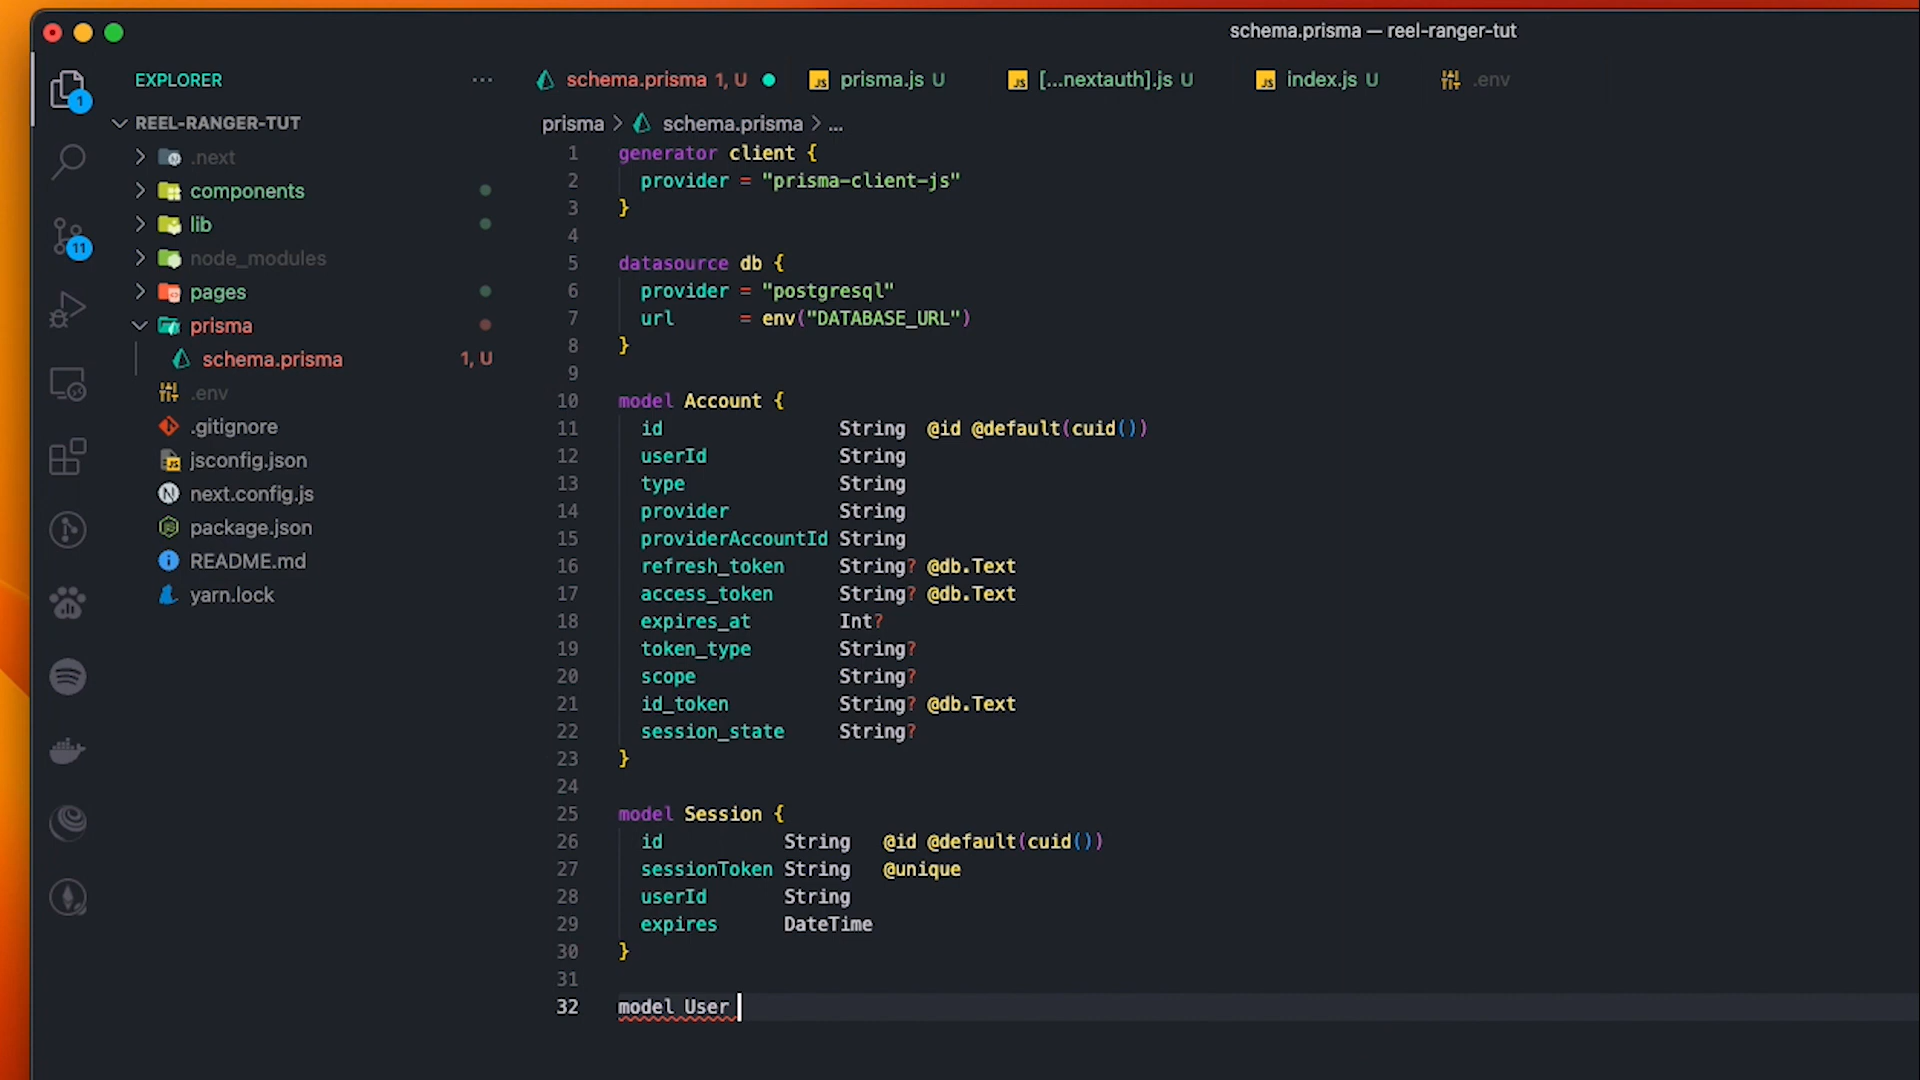 schema.prisma — reel-ranger-tut
EXPLORER
schema.prisma 1, U
prisma.js U
[...nextauth].js U
index.js U
.env
REEL-RANGER-TUT
.next
components
lib
node_modules
pages
prisma
schema.prisma 1, U
.env
.gitignore
jsconfig.json
next.config.js
package.json
README.md
yarn.lock
1
11
prisma > schema.prisma > ...
1 generator client {
2 provider = "prisma-client-js"
3 }
4
5 datasource db {
6 provider = "postgresql"
7 url = env("DATABASE_URL")
8 }
9
10 model Account {
11 id String @id @default(cuid())
12 userId String
13 type String
14 provider String
15 providerAccountId String
16 refresh_token String? @db.Text
17 access_token String? @db.Text
18 expires_at Int?
19 token_type String?
20 scope String?
21 id_token String? @db.Text
22 session_state String?
23 }
24
25 model Session {
26 id String @id @default(cuid())
27 sessionToken String @unique
28 userId String
29 expires DateTime
30 }
31
32 model User